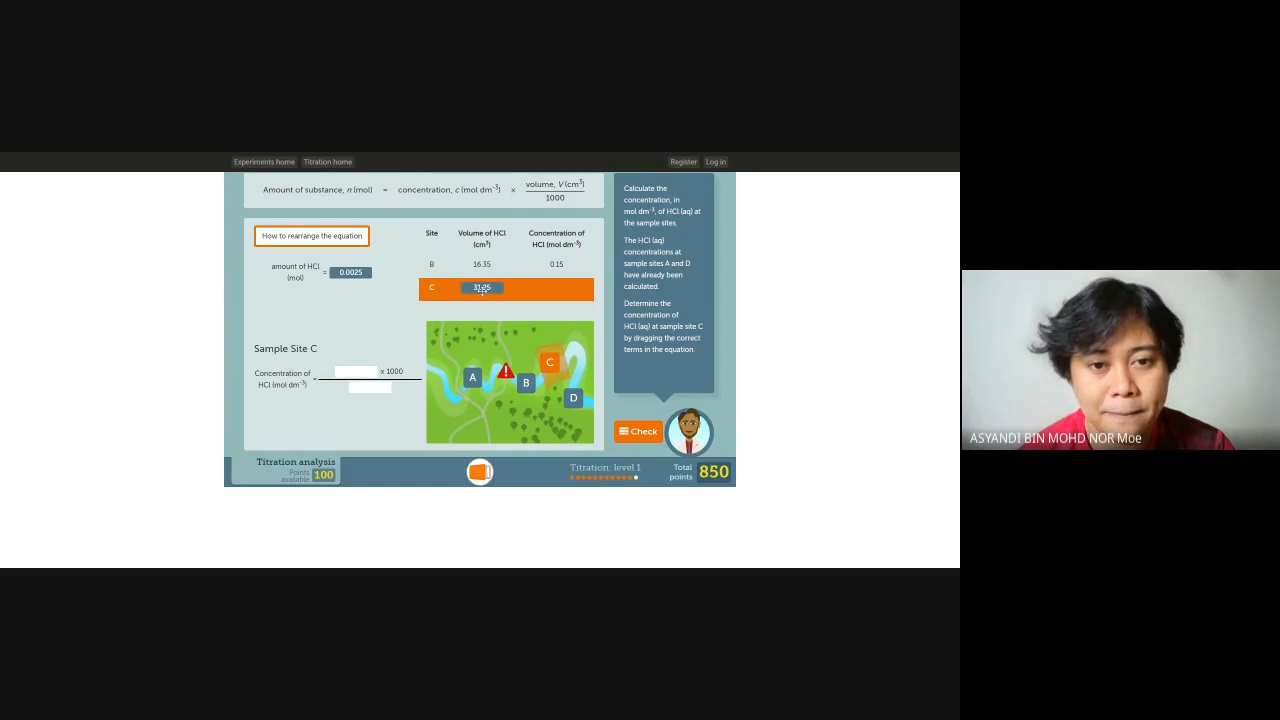 Experiments home
Titration home
Register
Log in
Amount of substance, n (mol) = concentration, c (mol dm⁻³) × volume, V (cm³)
1000
How to rearrange the equation
amount of HCl
(mol)
= 0.0025
Site
Volume of HCl
(cm³)
Concentration of
HCl (mol dm⁻³)
B 16.35 0.15
C 31.25
Sample Site C
Concentration of
HCl (mol dm⁻³)
= x 1000
A
B
C
D
!
Calculate the
concentration, in
mol dm⁻³, of HCl (aq) at
the sample sites.
The HCl (aq)
concentrations at
sample sites A and D
have already been
calculated.
Determine the
concentration of
HCl (aq) at sample site C
by dragging the correct
terms in the equation.
Check
Titration analysis
Points
available 100
Titration: level 1
Total
points 850
ASYANDI BIN MOHD NOR Moe